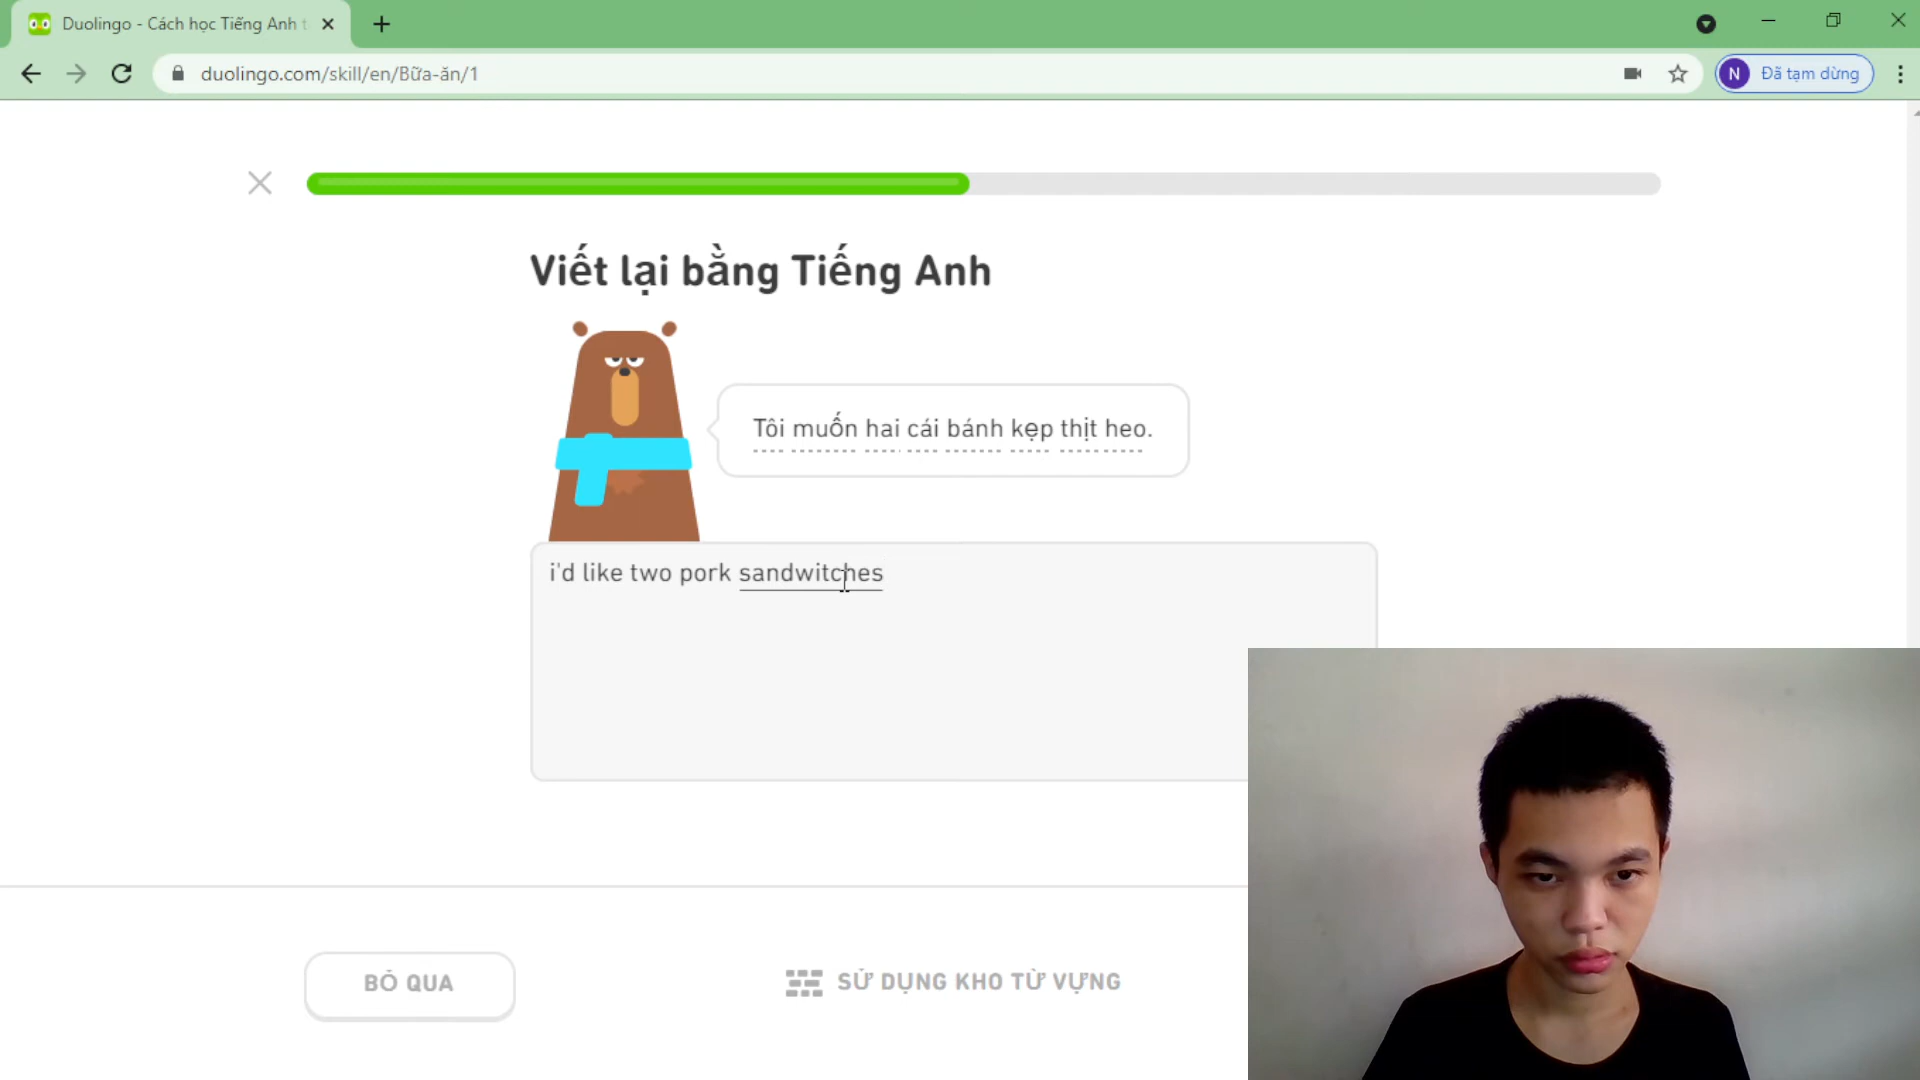 Duolingo - Cách học Tiếng Anh t
duolingo.com/skill/en/Bữa-ăn/1
N Đã tạm dừng
Viết lại bằng Tiếng Anh
Tôi muốn hai cái bánh kẹp thịt heo.
i'd like two pork sandwitches
BỎ QUA
SỬ DỤNG KHO TỪ VỰNG